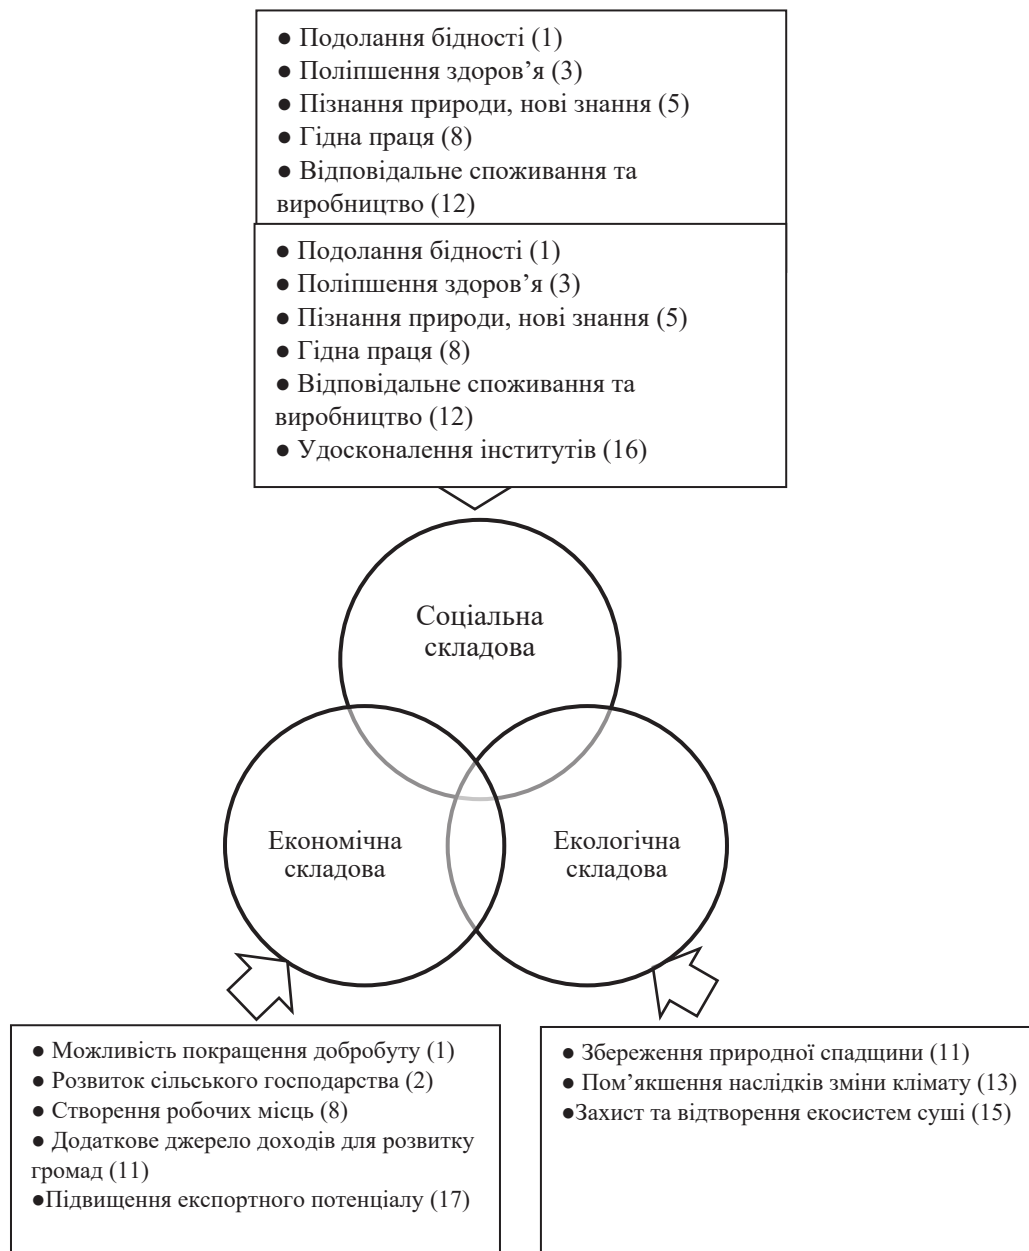 ● Подолання бідності (1)
● Поліпшення здоров’я (3)
● Пізнання природи, нові знання (5)
● Гідна праця (8)
● Відповідальне споживання та
виробництво (12)
● Подолання бідності (1)
● Поліпшення здоров’я (3)
● Пізнання природи, нові знання (5)
● Гідна праця (8)
● Відповідальне споживання та
виробництво (12)
● Удосконалення інститутів (16)
Соціальна
складова
Економічна
складова
Екологічна
складова
● Можливість покращення добробуту (1)
● Розвиток сільського господарства (2)
● Створення робочих місць (8)
● Додаткове джерело доходів для розвитку
громад (11)
●Підвищення експортного потенціалу (17)
● Збереження природної спадщини (11)
● Пом’якшення наслідків зміни клімату (13)
●Захист та відтворення екосистем суші (15)